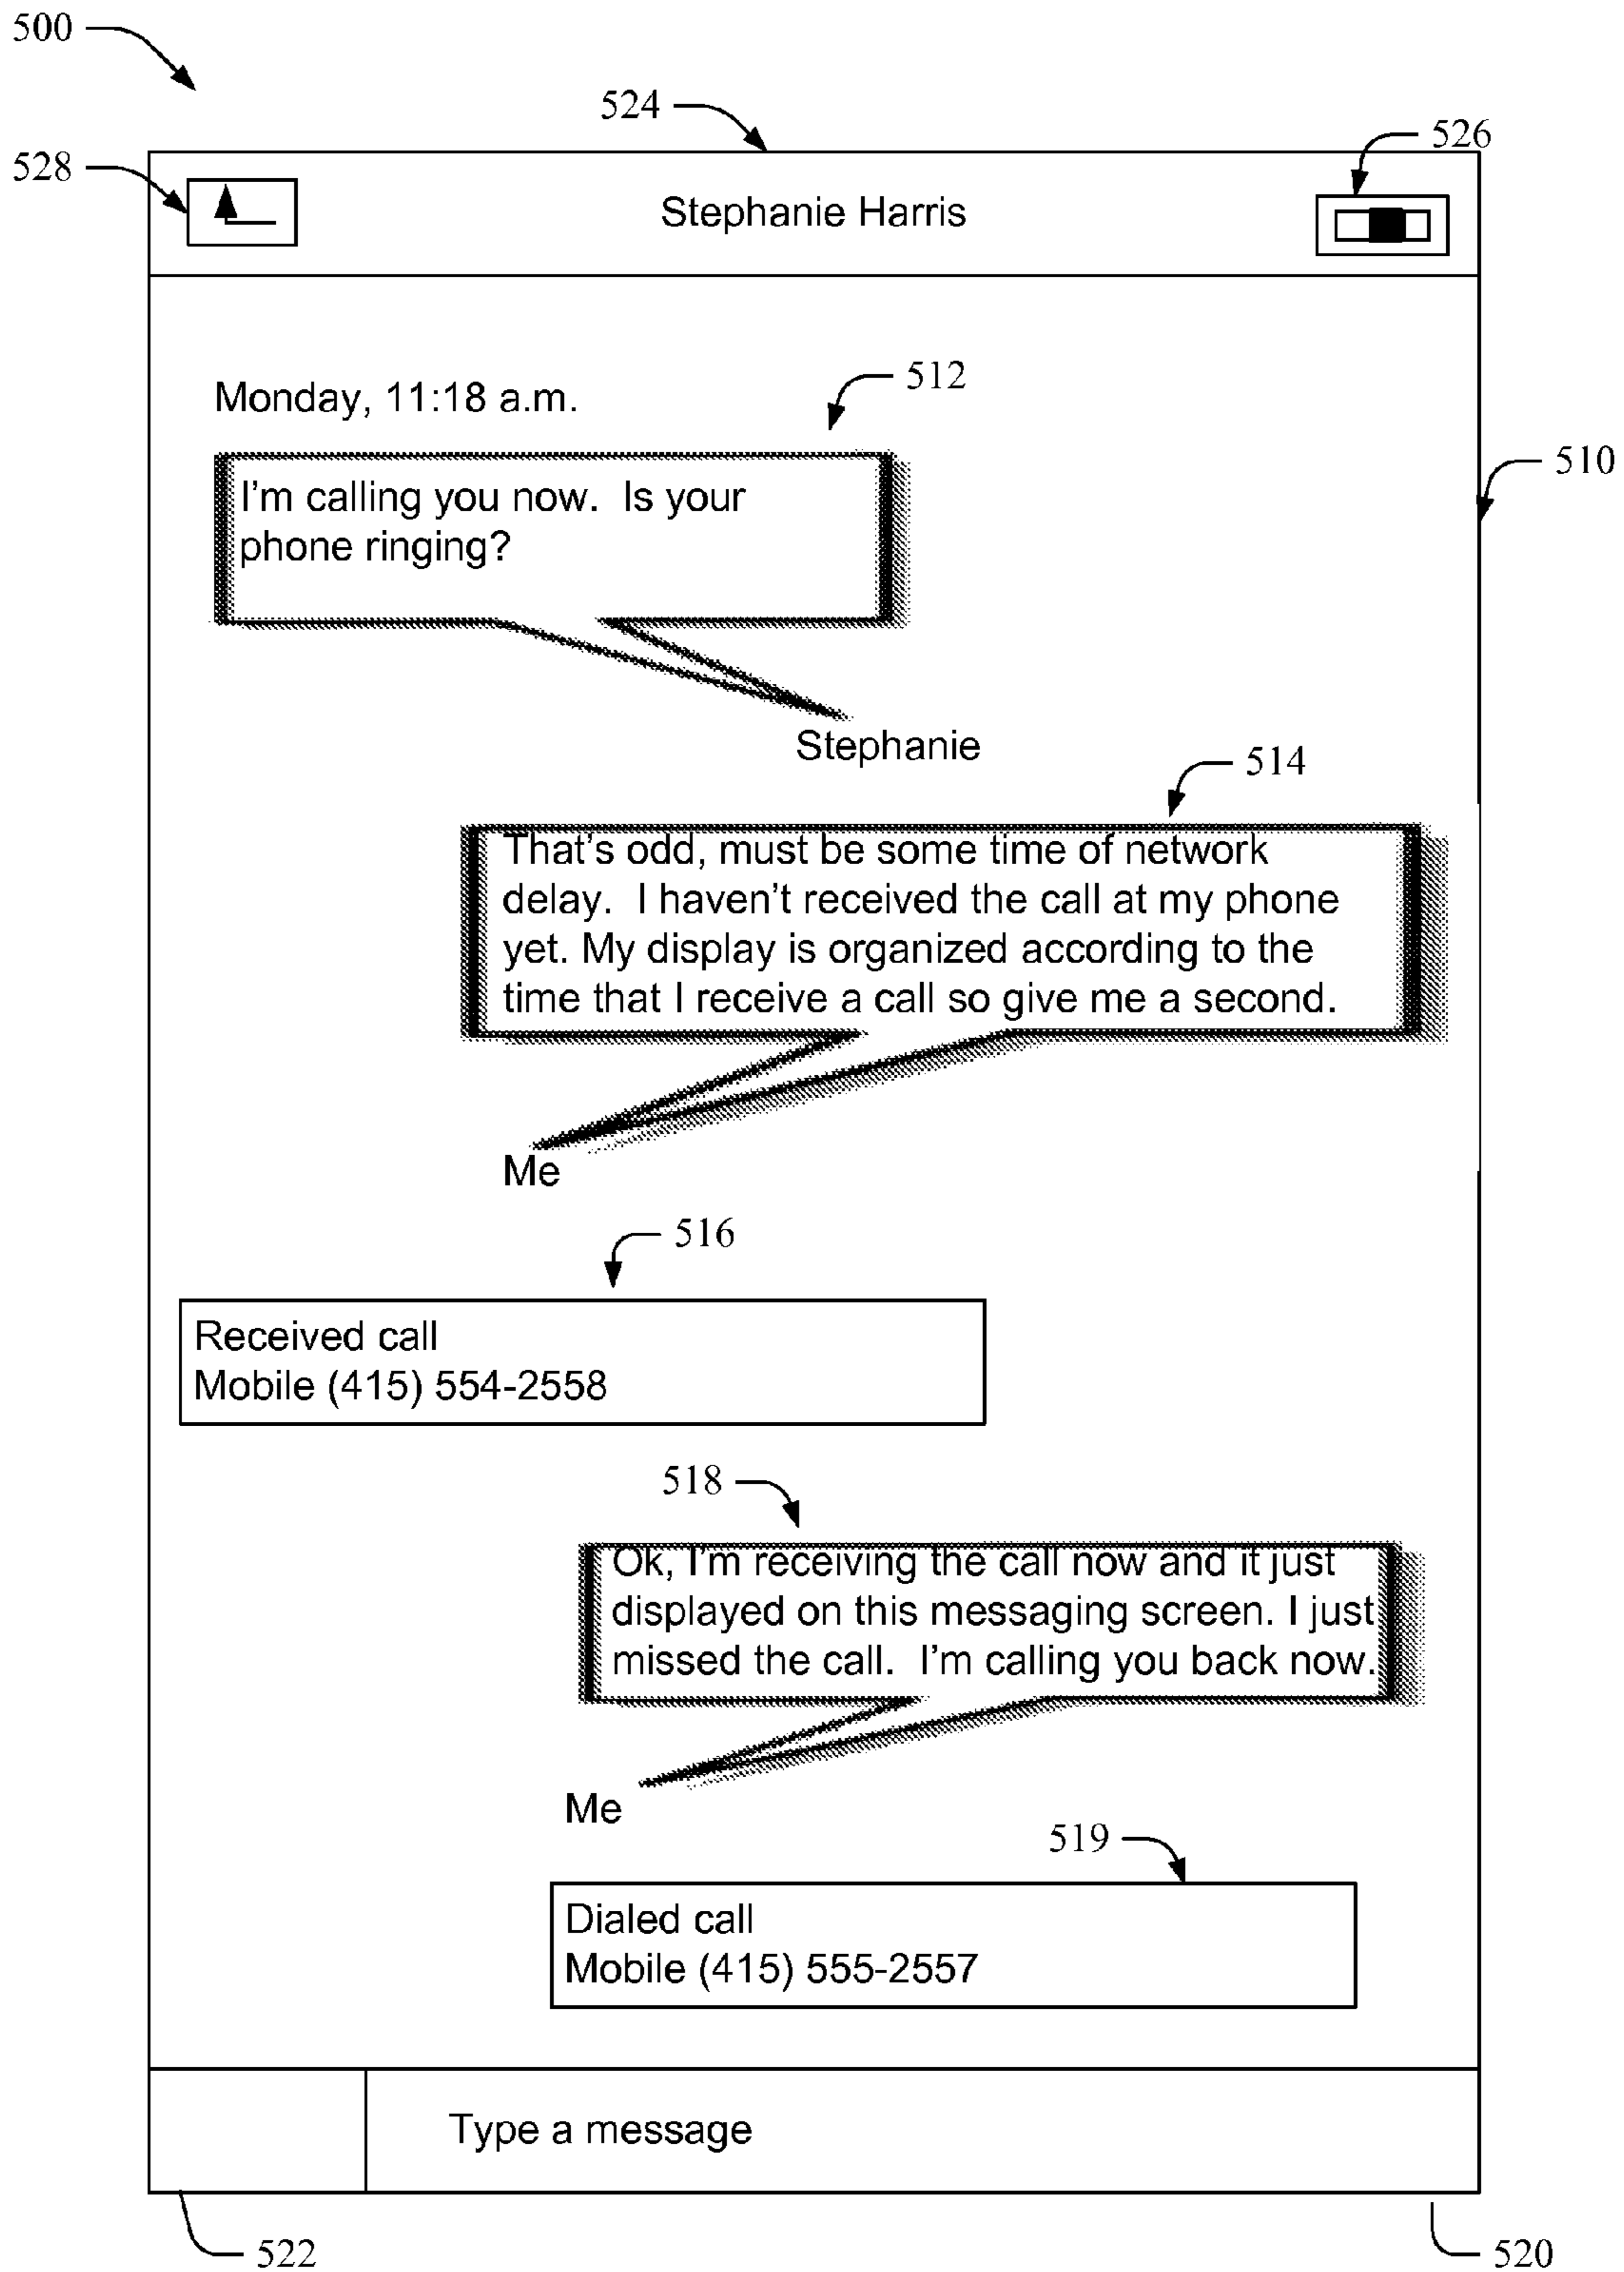 500
524
526
528
Stephanie Harris
512
Monday, 11:18 a.m.
510
I'm calling you now.  Is your
phone ringing?
Stephanie
514
That's odd, must be some time of network
delay.  I haven't received the call at my phone
yet. My display is organized according to the
time that I receive a call so give me a second.
Me
516
Received call
Mobile (415) 554-2558
518
Ok, I'm receiving the call now and it just
displayed on this messaging screen. I just
missed the call.  I'm calling you back now.
Me
519
Dialed call
Mobile (415) 555-2557
Type a message
522
520